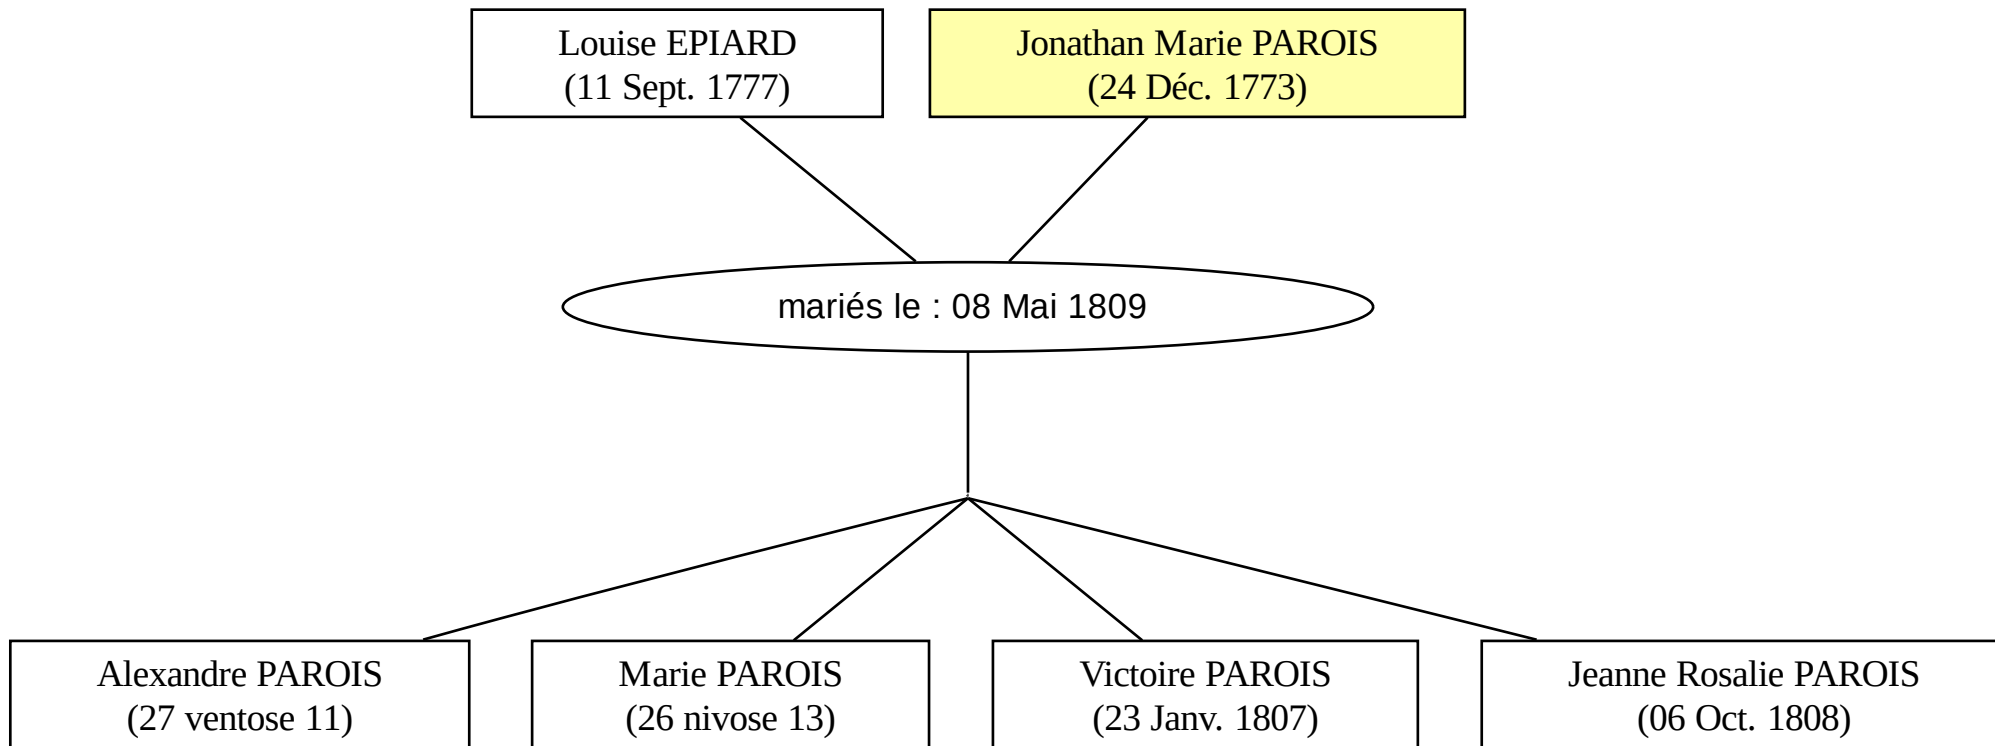 Louise EPIARD
(11 Sept. 1777)
Jonathan Marie PAROIS
(24 Déc. 1773)
mariés le : 08 Mai 1809
Alexandre PAROIS
(27 ventose 11)
Marie PAROIS
(26 nivose 13)
Victoire PAROIS
(23 Janv. 1807)
Jeanne Rosalie PAROIS
(06 Oct. 1808)